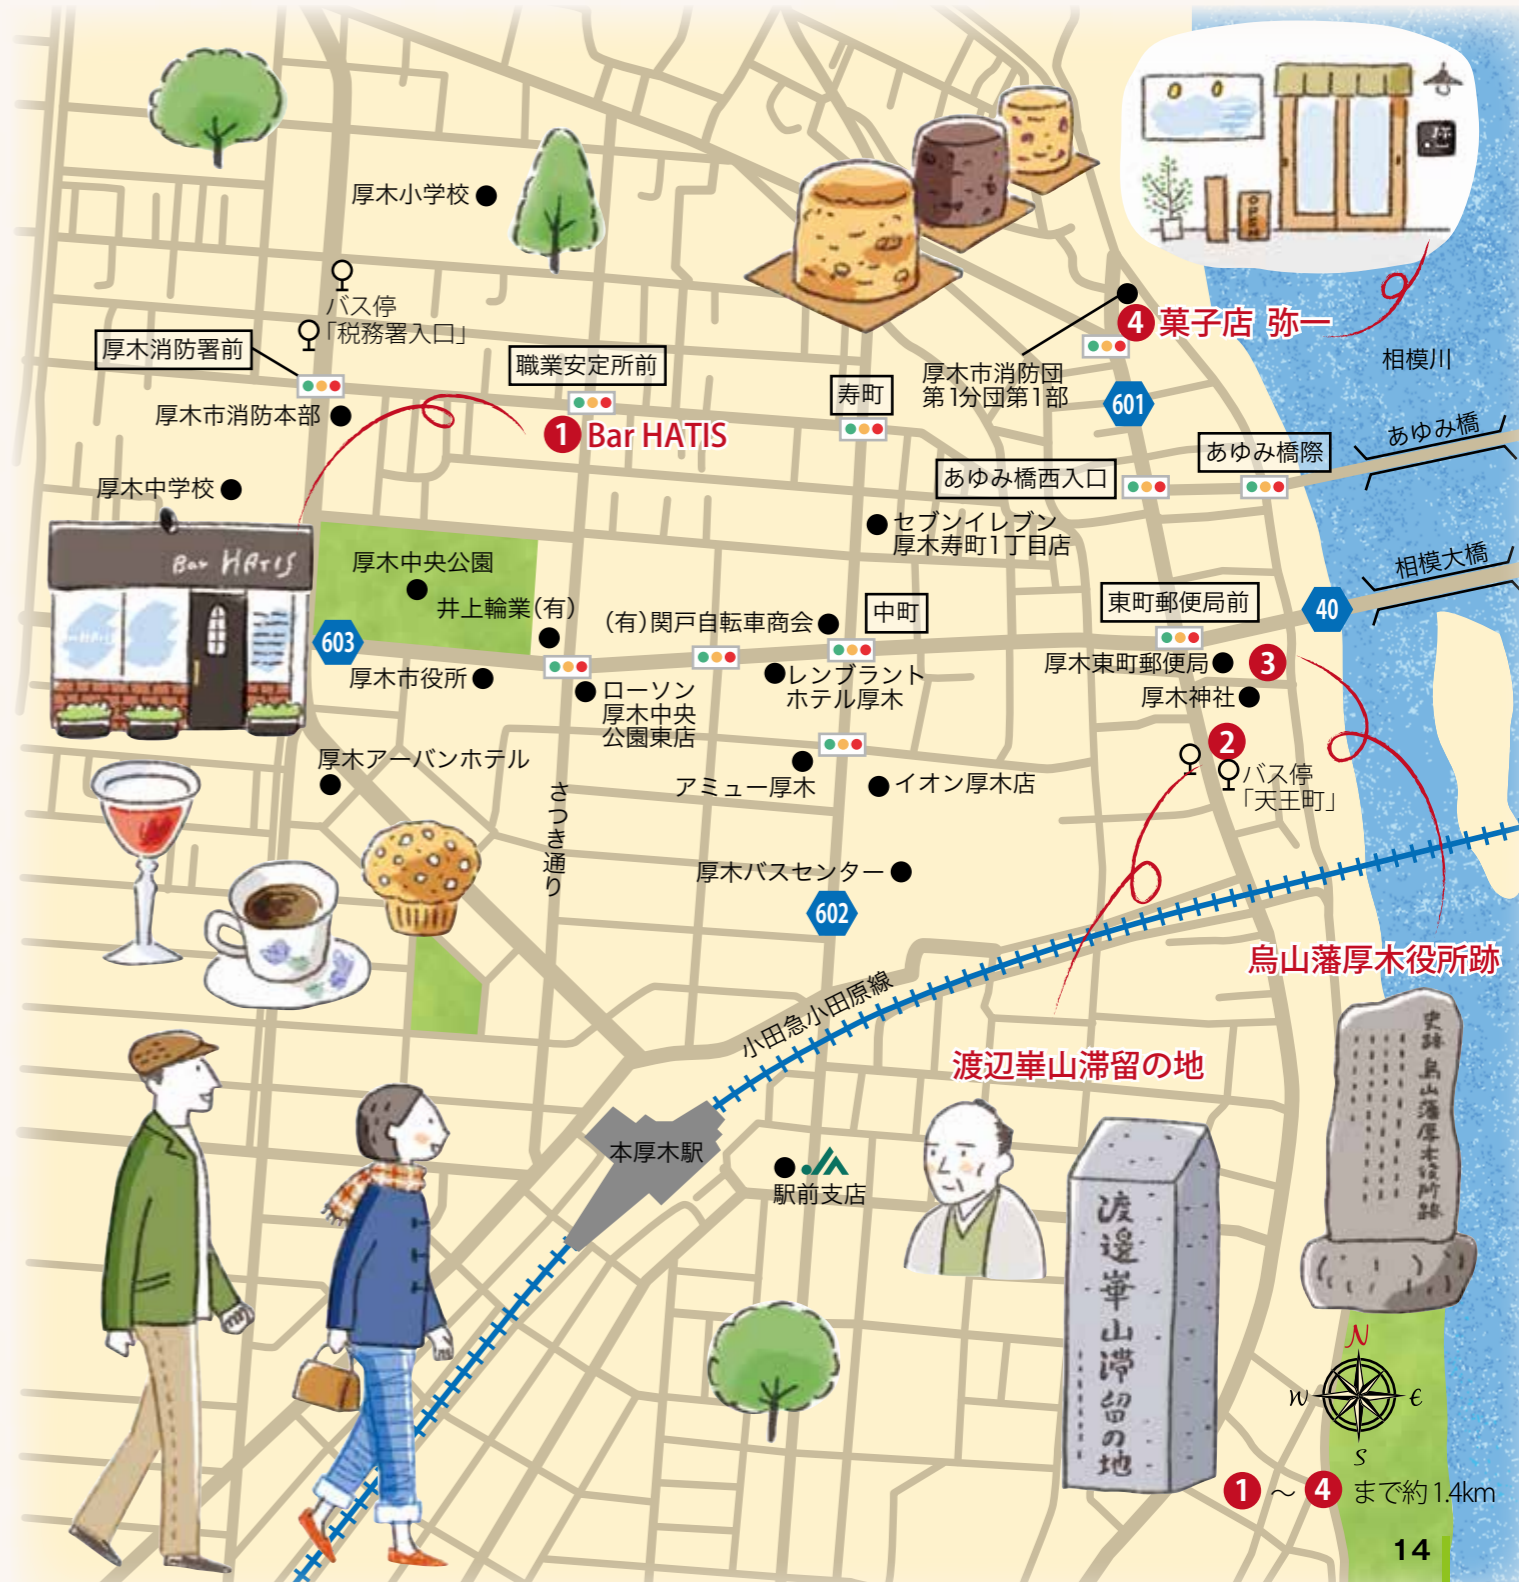 厚木小学校
バス停
「税務署入口」
厚木消防署前
職業安定所前
厚木市消防本部
1 Bar HATIS
寿町
厚木市消防団
第1分団第1部
4 菓子店 弥一
OPEN
相模川
601
あゆみ橋
あゆみ橋際
あゆみ橋西入口
厚木中学校
Bar HATIS
セブンイレブン
厚木寿町1丁目店
相模大橋
厚木中央公園
井上輪業(有)
(有)関戸自転車商会
中町
東町郵便局前
40
603
厚木市役所
ローソン
厚木中央
公園東店
レンブラント
ホテル厚木
厚木東町郵便局
3
厚木神社
2
バス停
「天王町」
厚木アーバンホテル
さつき通り
アミュー厚木
イオン厚木店
厚木バスセンター
602
小田急小田原線
烏山藩厚木役所跡
渡辺崋山滞留の地
史跡 烏山藩厚木役所跡
本厚木駅
JA
駅前支店
渡邉崋山滞留の地
N
W
E
S
1 ～ 4 まで約1.4km
14